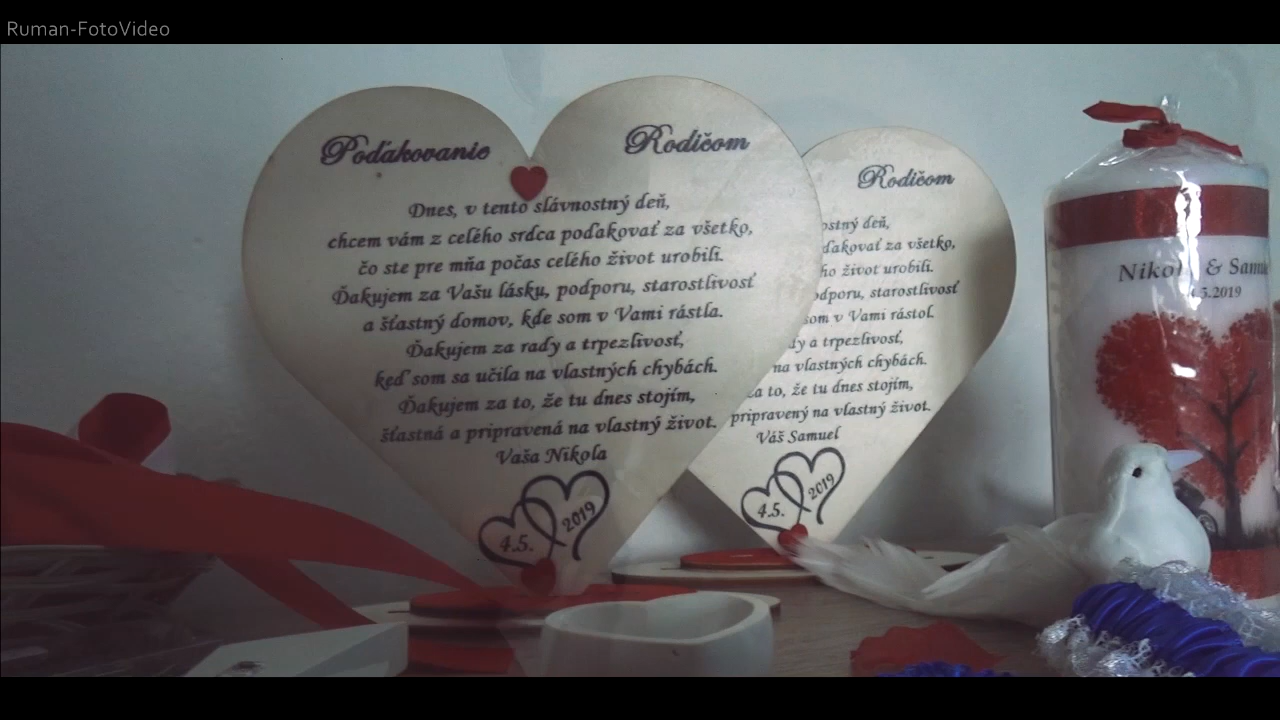 Ruman-FotoVideo
Poďakovanie Rodičom
Dnes, v tento slávnostný deň,
chcem vám z celého srdca poďakovať za všetko,
čo ste pre mňa počas celého život urobili.
Ďakujem za Vašu lásku, podporu, starostlivosť
a šťastný domov, kde som v Vami rástla.
Ďakujem za rady a trpezlivosť,
keď som sa učila na vlastných chybách.
Ďakujem za to, že tu dnes stojím,
šťastná a pripravená na vlastný život.
Vaša Nikola
4.5. 2019
Rodičom
deň,
všetko,
život urobili.
starostlivosť
som v Vami rástol.
a trpezlivosť,
na vlastných chybách.
za to, že tu dnes stojím,
pripravený na vlastný život.
Váš Samuel
4.5. 2019
& 
.5.2019